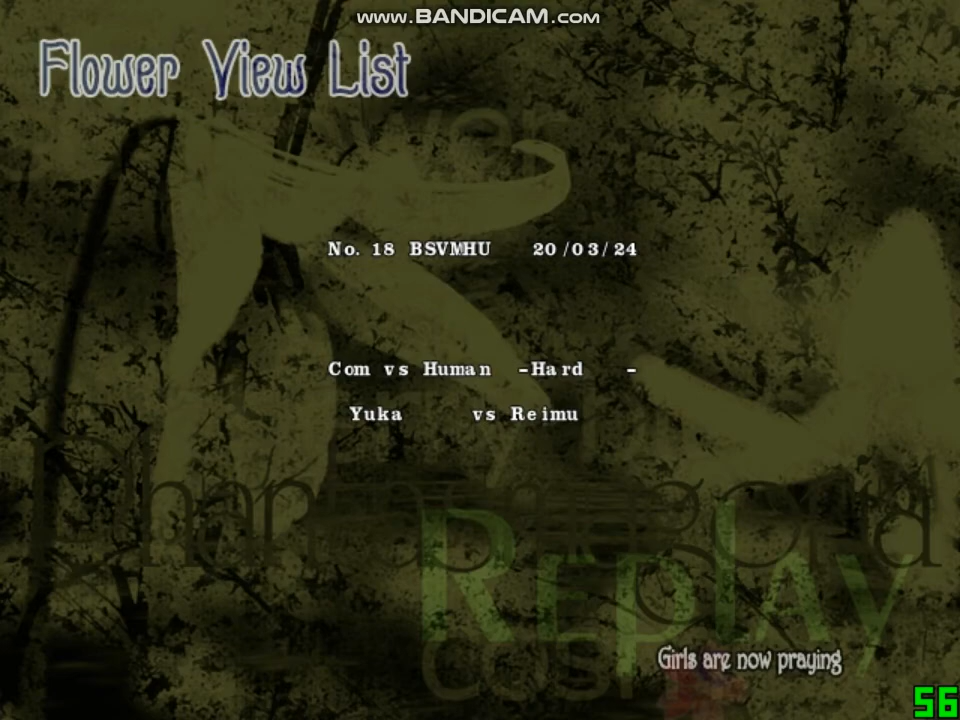 www.BANDICAM.com
Flower View List
No. 18 BSVMHU 20/03/24
Com vs Human -Hard -
Yuka vs Reimu
Replay
Girls are now praying
56